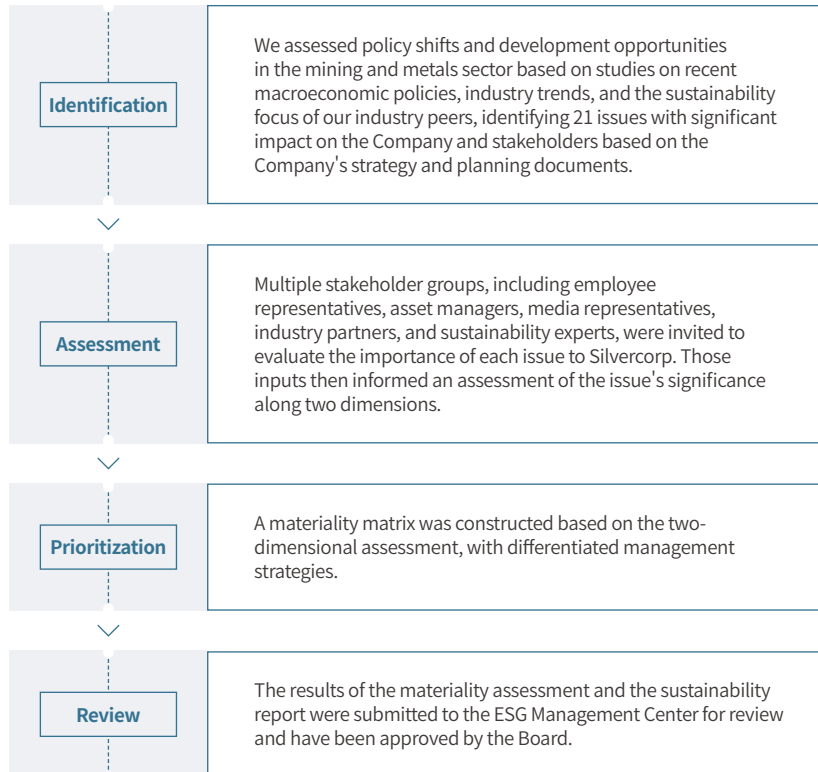 Identification
We assessed policy shifts and development opportunities
in the mining and metals sector based on studies on recent
macroeconomic policies, industry trends, and the sustainability
focus of our industry peers, identifying 21 issues with significant
impact on the Company and stakeholders based on the
Company's strategy and planning documents.
Assessment
Multiple stakeholder groups, including employee
representatives, asset managers, media representatives,
industry partners, and sustainability experts, were invited to
evaluate the importance of each issue to Silvercorp. Those
inputs then informed an assessment of the issue's significance
along two dimensions.
Prioritization
A materiality matrix was constructed based on the two-
dimensional assessment, with differentiated management
strategies.
Review
The results of the materiality assessment and the sustainability
report were submitted to the ESG Management Center for review
and have been approved by the Board.